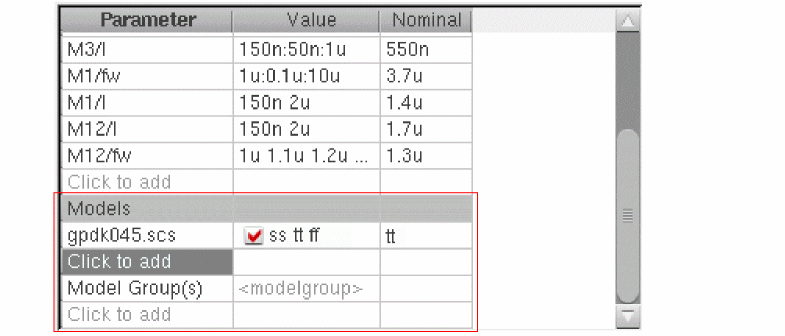 Parameter Value Nominal
M3/l 150n:50n:1u 550n
M1/fw 1u:0.1u:10u 3.7u
M1/l 150n 2u 1.4u
M12/l 150n 2u 1.7u
M12/fw 1u 1.1u 1.2u ... 1.3u
Click to add
Models
gpdk045.scs ss tt ff tt
Click to add
Model Group(s) <modelgroup>
Click to add